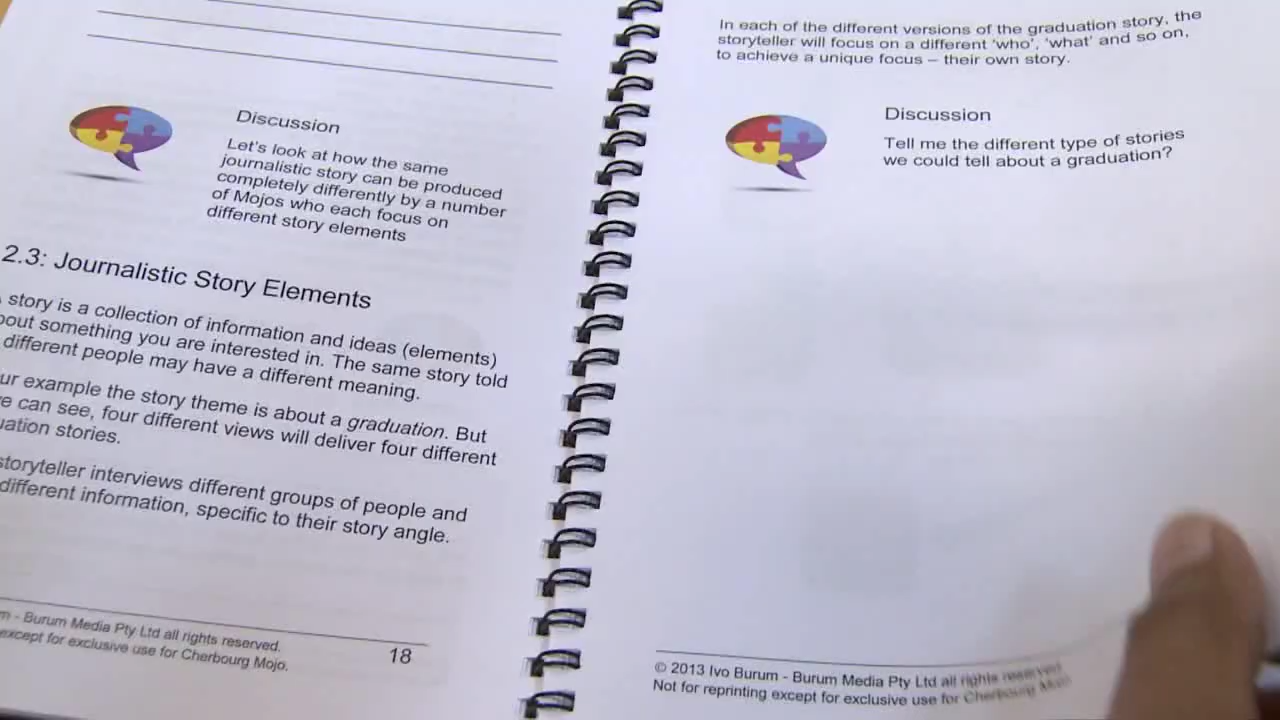 Discussion
Let's look at how the same
journalistic story can be produced
completely differently by a number
of Mojos who each focus on
different story elements
2.3: Journalistic Story Elements
story is a collection of information and ideas (elements)
something you are interested in. The same story told
different people may have a different meaning.
example the story theme is about a graduation. But
can see, four different views will deliver four different
stories.
storyteller interviews different groups of people and
different information, specific to their story angle.
- Burum Media Pty Ltd all rights reserved.
except for exclusive use for Cherbourg Mojo.
18
In each of the different versions of the graduation story, the
storyteller will focus on a different 'who', 'what' and so on,
to achieve a unique focus – their own story.
Discussion
Tell me the different type of stories
we could tell about a graduation?
© 2013 Ivo Burum - Burum Media Pty Ltd all rights reserved.
Not for reprinting except for exclusive use for Cherbourg Mojo.